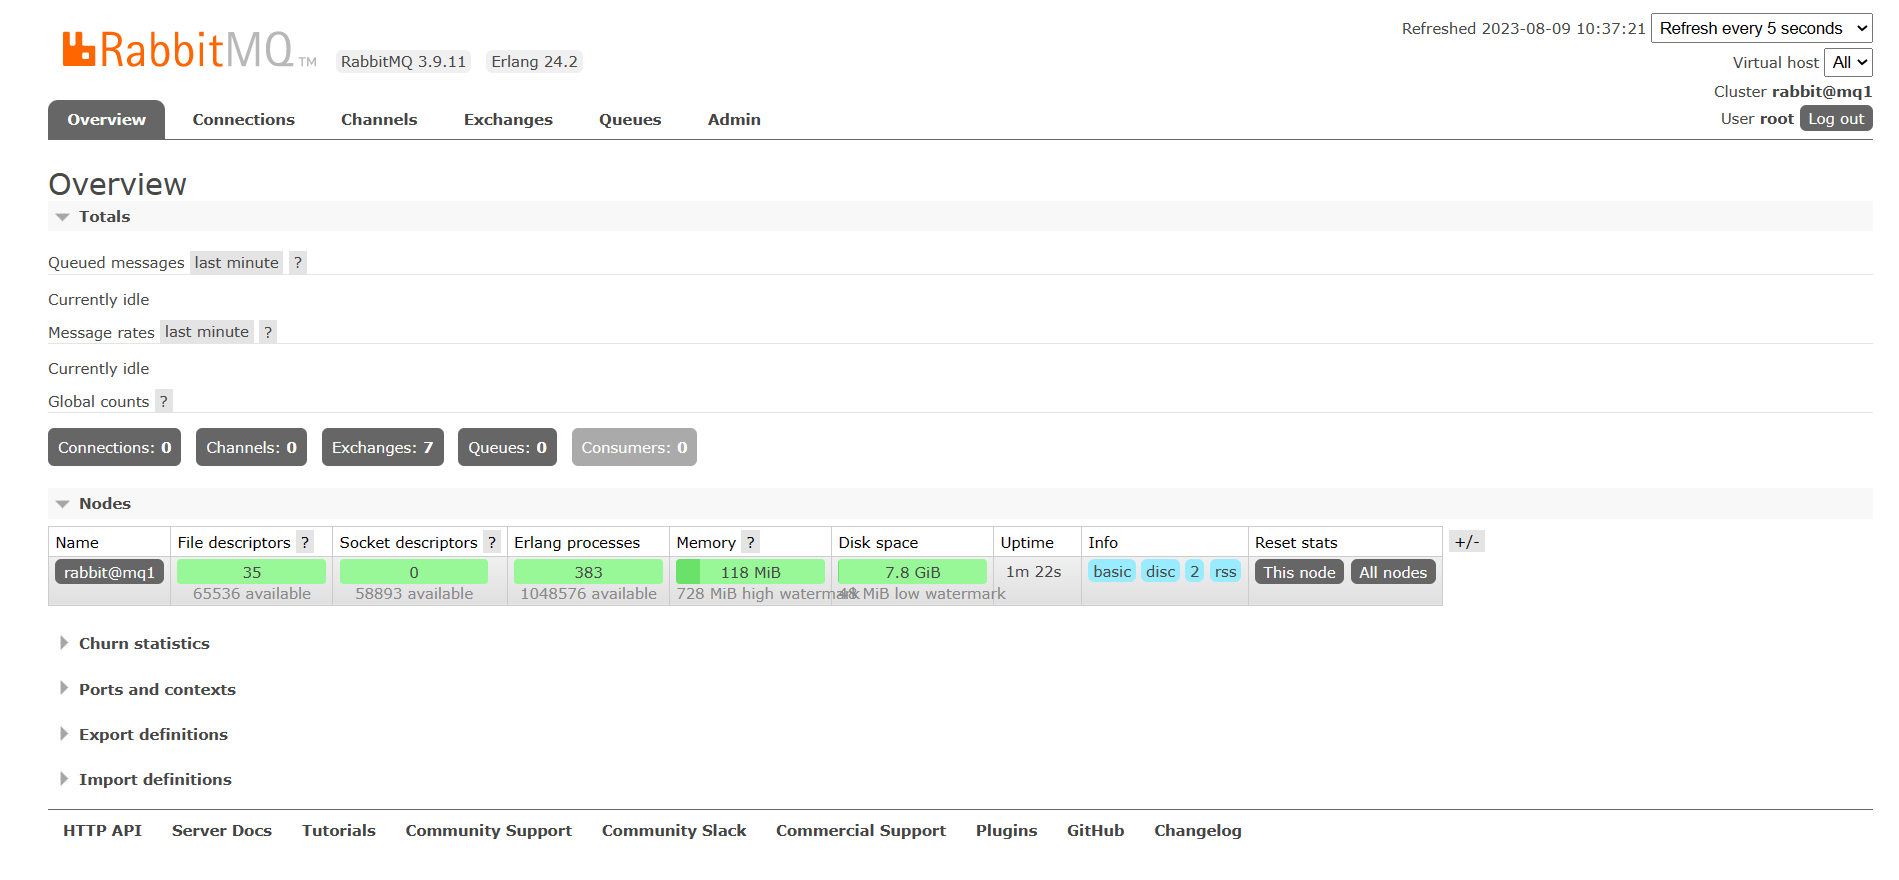 Refreshed 2023-08-09 10:37:21 Refresh every 5 seconds
RabbitMQ TM RabbitMQ 3.9.11 Erlang 24.2
Virtual host All
Cluster rabbit@mq1
User root Log out
Overview Connections Channels Exchanges Queues Admin
Overview
Totals
Queued messages last minute ?
Currently idle
Message rates last minute ?
Currently idle
Global counts ?
Connections: 0 Channels: 0 Exchanges: 7 Queues: 0 Consumers: 0
Nodes
Name File descriptors ? Socket descriptors ? Erlang processes Memory ? Disk space Uptime Info Reset stats +/-
rabbit@mq1 35 0 383 118 MiB 7.8 GiB 1m 22s basic disc 2 rss This node All nodes
65536 available 58893 available 1048576 available 728 MiB high watermark 48 MiB low watermark
Churn statistics
Ports and contexts
Export definitions
Import definitions
HTTP API Server Docs Tutorials Community Support Community Slack Commercial Support Plugins GitHub Changelog